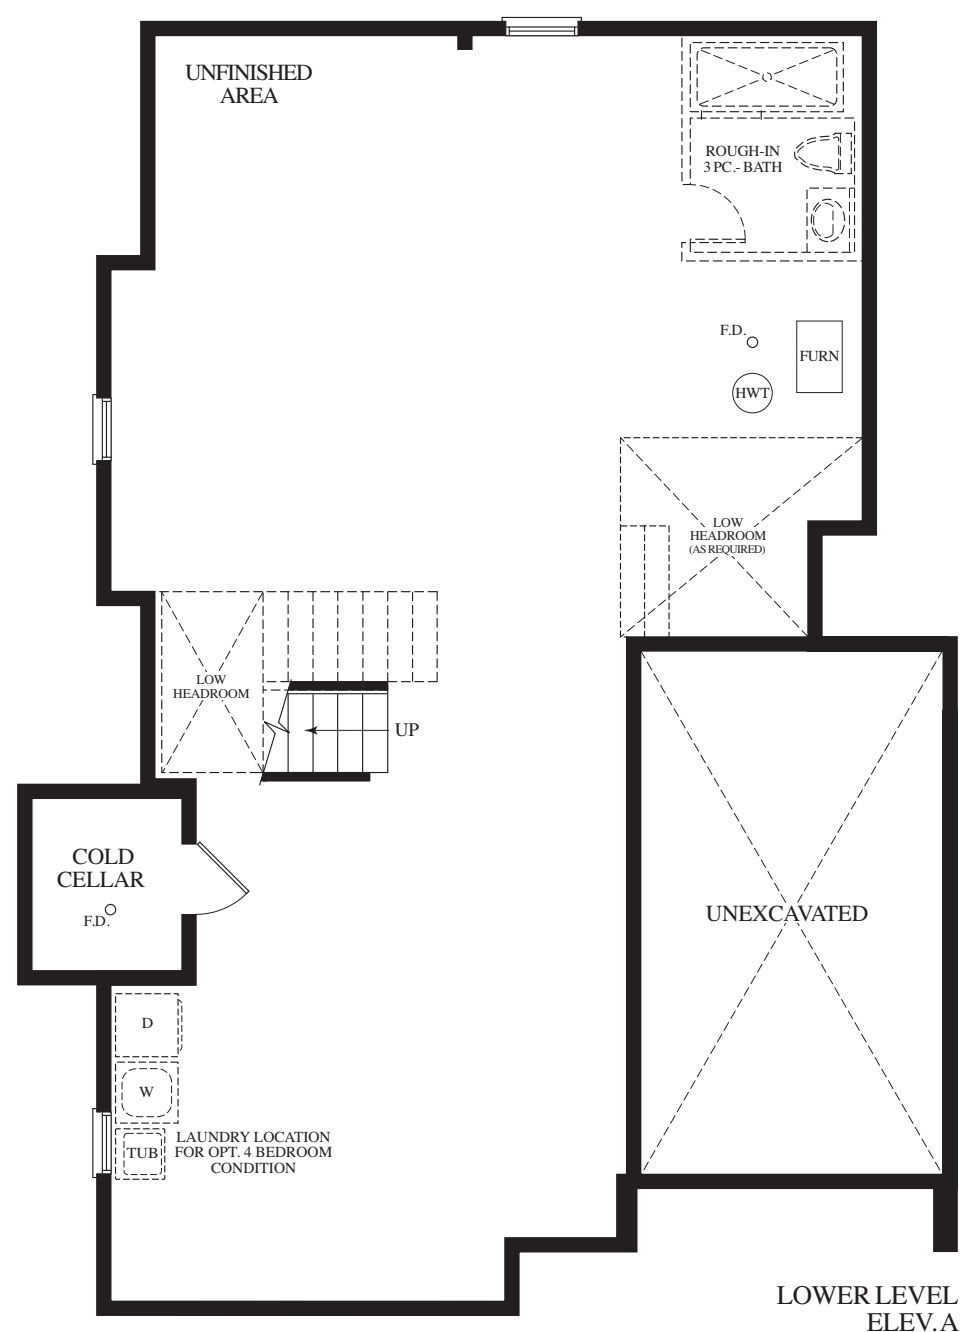 UNFINISHED
AREA
ROUGH-IN
3 PC.- BATH
F.D.
FURN
HWT
LOW
HEADROOM
(AS REQUIRED)
LOW
HEADROOM
UP
COLD
CELLAR
F.D.
UNEXCAVATED
D
W
TUB
LAUNDRY LOCATION
FOR OPT. 4 BEDROOM
CONDITION
LOWER LEVEL
ELEV. A